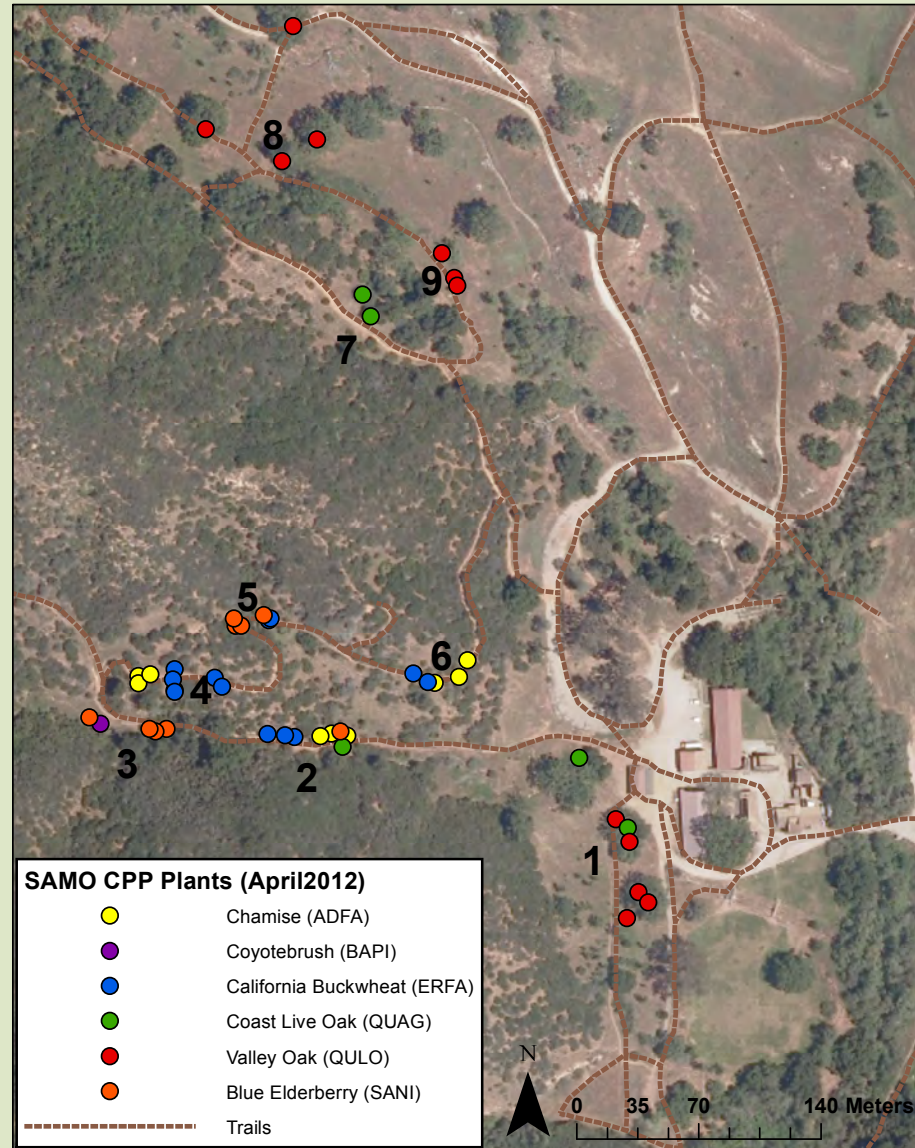 8
9
7
5
6
4
3
2
1
SAMO CPP Plants (April2012)
Chamise (ADFA)
Coyotebrush (BAPI)
California Buckwheat (ERFA)
Coast Live Oak (QUAG)
Valley Oak (QULO)
Blue Elderberry (SANI)
Trails
N
0 35 70 140 Meters